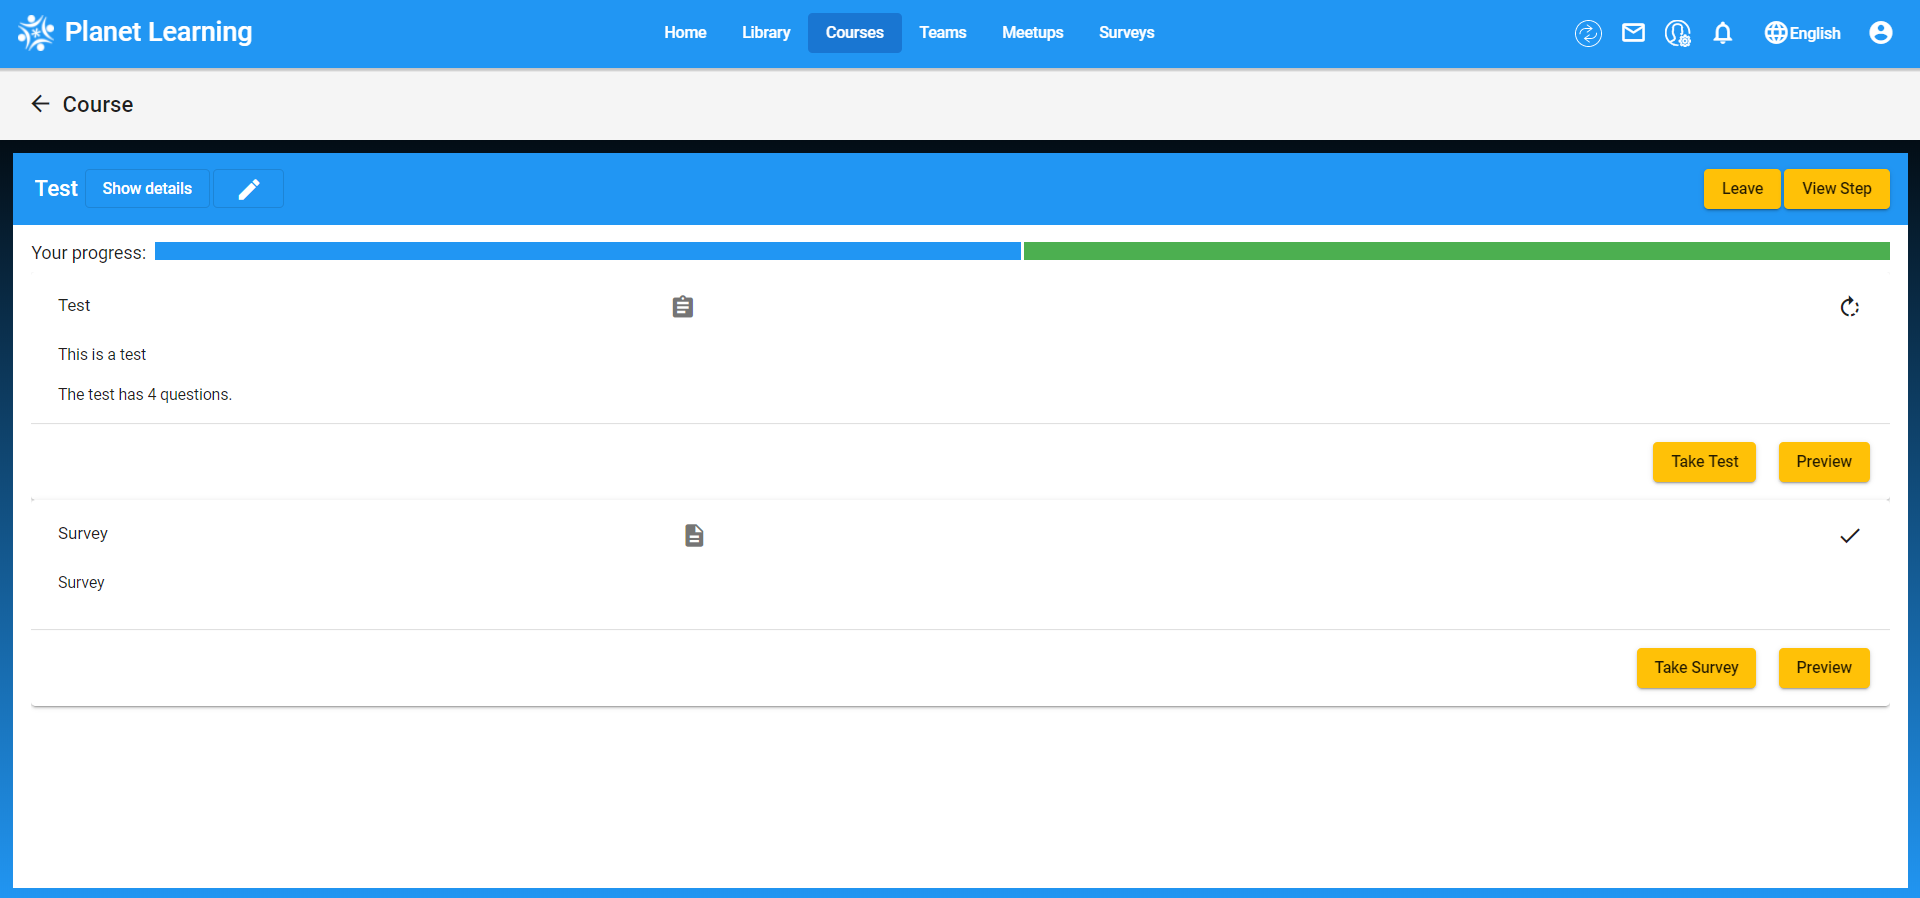 Planet Learning
Home Library Courses Teams Meetups Surveys
English
Course
Test Show details
Leave View Step
Your progress:
Test
This is a test
The test has 4 questions.
Take Test Preview
Survey
Survey
Take Survey Preview